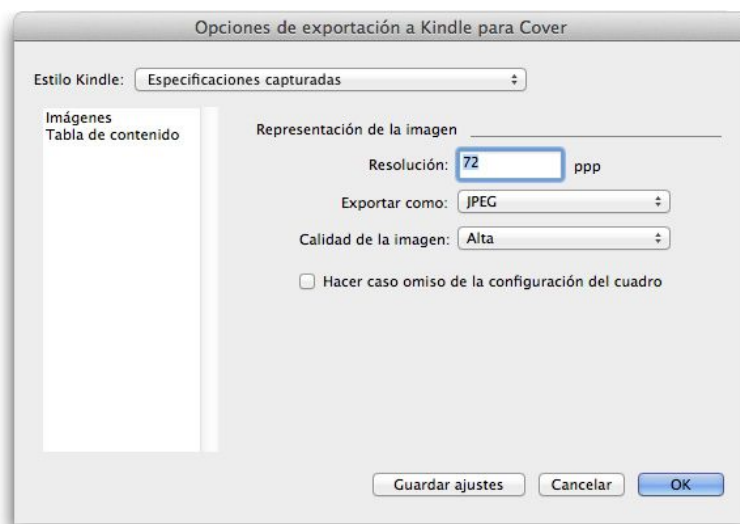 Opciones de exportación a Kindle para Cover
Estilo Kindle: Especificaciones capturadas
Imágenes
Tabla de contenido
Representación de la imagen
Resolución: 72 ppp
Exportar como: JPEG
Calidad de la imagen: Alta
Hacer caso omiso de la configuración del cuadro
Guardar ajustes Cancelar OK